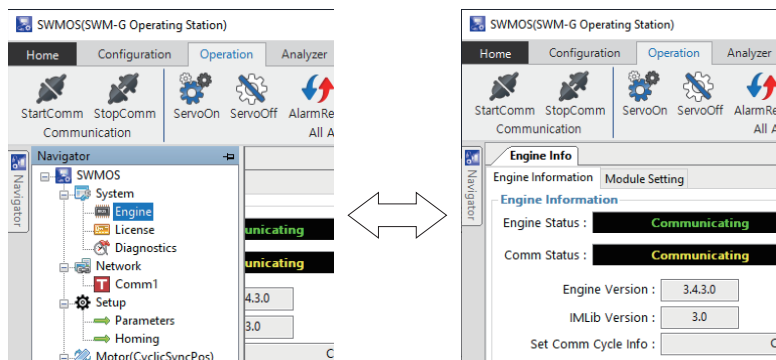 SWMOS(SWM-G Operating Station)
Home Configuration Operation Analyzer
StartComm StopComm ServoOn ServoOff AlarmRe
Communication All A
Navigator
Navigator
SWMOS
System
Engine
License
Diagnostics
Network
Comm1
Setup
Parameters
Homing
Motor(CyclicSyncPos)
unicating
unicating
4.3.0
3.0
C
SWMOS(SWM-G Operating Station)
Home Configuration Operation Analyzer
StartComm StopComm ServoOn ServoOff AlarmRe
Communication All A
Navigator
Engine Info
Engine Information Module Setting
Engine Information
Engine Status : Communicating
Comm Status : Communicating
Engine Version : 3.4.3.0
IMLib Version : 3.0
Set Comm Cycle Info : C